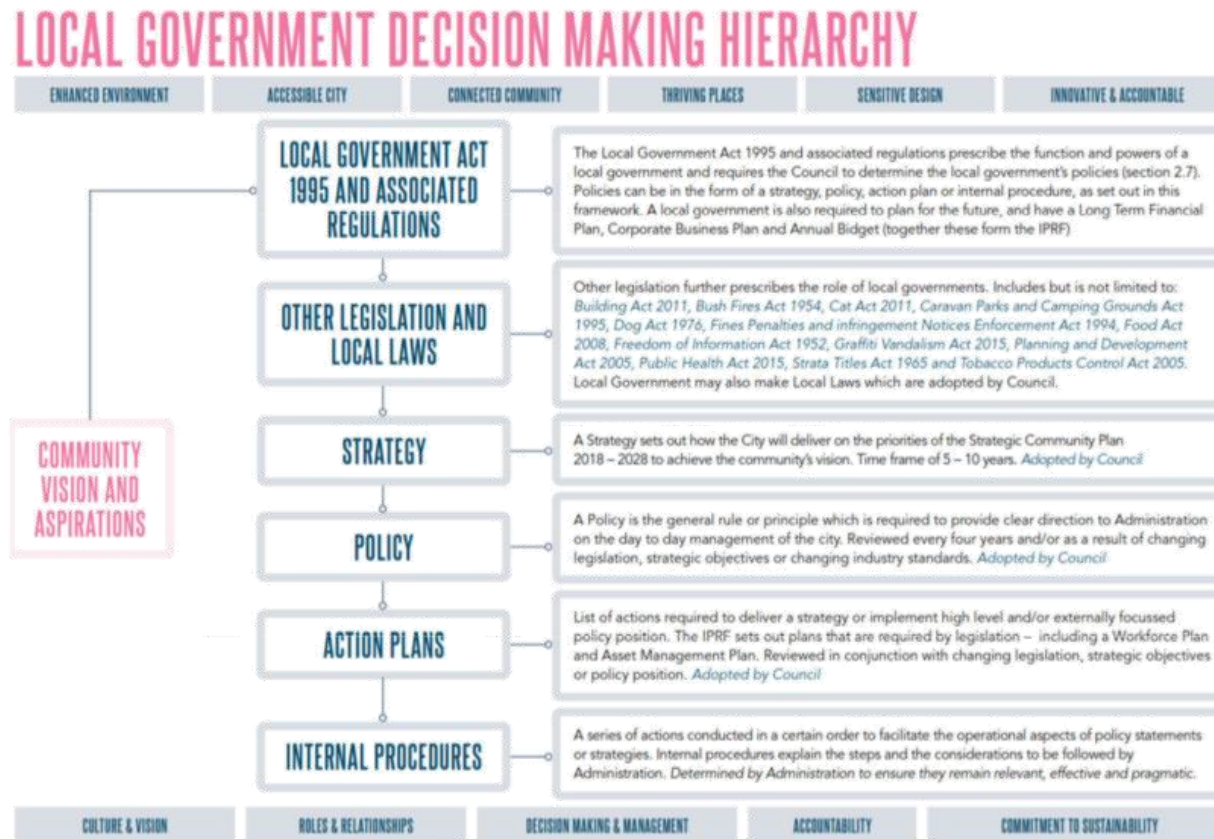 LOCAL GOVERNMENT DECISION MAKING HIERARCHY
ENHANCED ENVIRONMENT
ACCESSIBLE CITY
CONNECTED COMMUNITY
THRIVING PLACES
SENSITIVE DESIGN
INNOVATIVE & ACCOUNTABLE
LOCAL GOVERNMENT ACT
1995 AND ASSOCIATED
REGULATIONS
The Local Government Act 1995 and associated regulations prescribe the function and powers of a
local government and requires the Council to determine the local government's policies (section 2.7).
Policies can be in the form of a strategy, policy, action plan or internal procedure, as set out in this
framework. A local government is also required to plan for the future, and have a Long Term Financial
Plan, Corporate Business Plan and Annual Budget (together these form the IPRF)
OTHER LEGISLATION AND
LOCAL LAWS
Other legislation further prescribes the role of local governments. Includes but is not limited to:
Building Act 2011, Bush Fires Act 1954, Cat Act 2011, Caravan Parks and Camping Grounds Act
1995, Dog Act 1976, Fines Penalties and infringement Notices Enforcement Act 1994, Food Act
2008, Freedom of Information Act 1952, Graffiti Vandalism Act 2015, Planning and Development
Act 2005, Public Health Act 2015, Strata Titles Act 1965 and Tobacco Products Control Act 2005.
Local Government may also make Local Laws which are adopted by Council.
COMMUNITY
VISION AND
ASPIRATIONS
STRATEGY
A Strategy sets out how the City will deliver on the priorities of the Strategic Community Plan
2018 – 2028 to achieve the community's vision. Time frame of 5 – 10 years. Adopted by Council
POLICY
A Policy is the general rule or principle which is required to provide clear direction to Administration
on the day to day management of the city. Reviewed every four years and/or as a result of changing
legislation, strategic objectives or changing industry standards. Adopted by Council
ACTION PLANS
List of actions required to deliver a strategy or implement high level and/or externally focussed
policy position. The IPRF sets out plans that are required by legislation – including a Workforce Plan
and Asset Management Plan. Reviewed in conjunction with changing legislation, strategic objectives
or policy position. Adopted by Council
INTERNAL PROCEDURES
A series of actions conducted in a certain order to facilitate the operational aspects of policy statements
or strategies. Internal procedures explain the steps and the considerations to be followed by
Administration. Determined by Administration to ensure they remain relevant, effective and pragmatic.
CULTURE & VISION
ROLES & RELATIONSHIPS
DECISION MAKING & MANAGEMENT
ACCOUNTABILITY
COMMITMENT TO SUSTAINABILITY